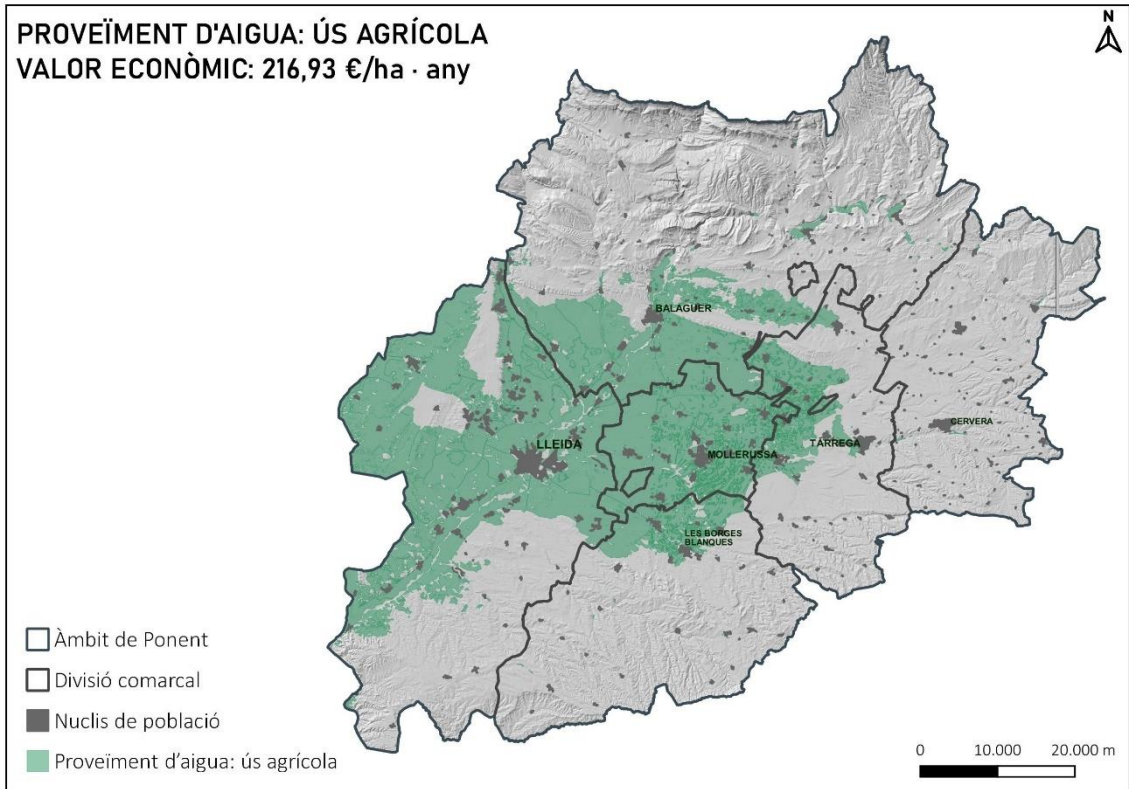 PROVEÏMENT D'AIGUA: ÚS AGRÍCOLA
VALOR ECONÒMIC: 216,93 €/ha · any
N
BALAGUER
CERVERA
LLEIDA
TÀRREGA
MOLLERUSSA
LES BORGES
BLANQUES
Àmbit de Ponent
Divisió comarcal
Nuclis de població
Proveïment d'aigua: ús agrícola
0 10.000 20.000 m